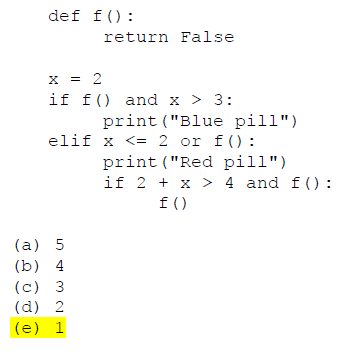 def f():
    return False

x = 2
if f() and x > 3:
    print("Blue pill")
elif x <= 2 or f():
    print("Red pill")
    if 2 + x > 4 and f():
        f()

(a) 5
(b) 4
(c) 3
(d) 2
(e) 1